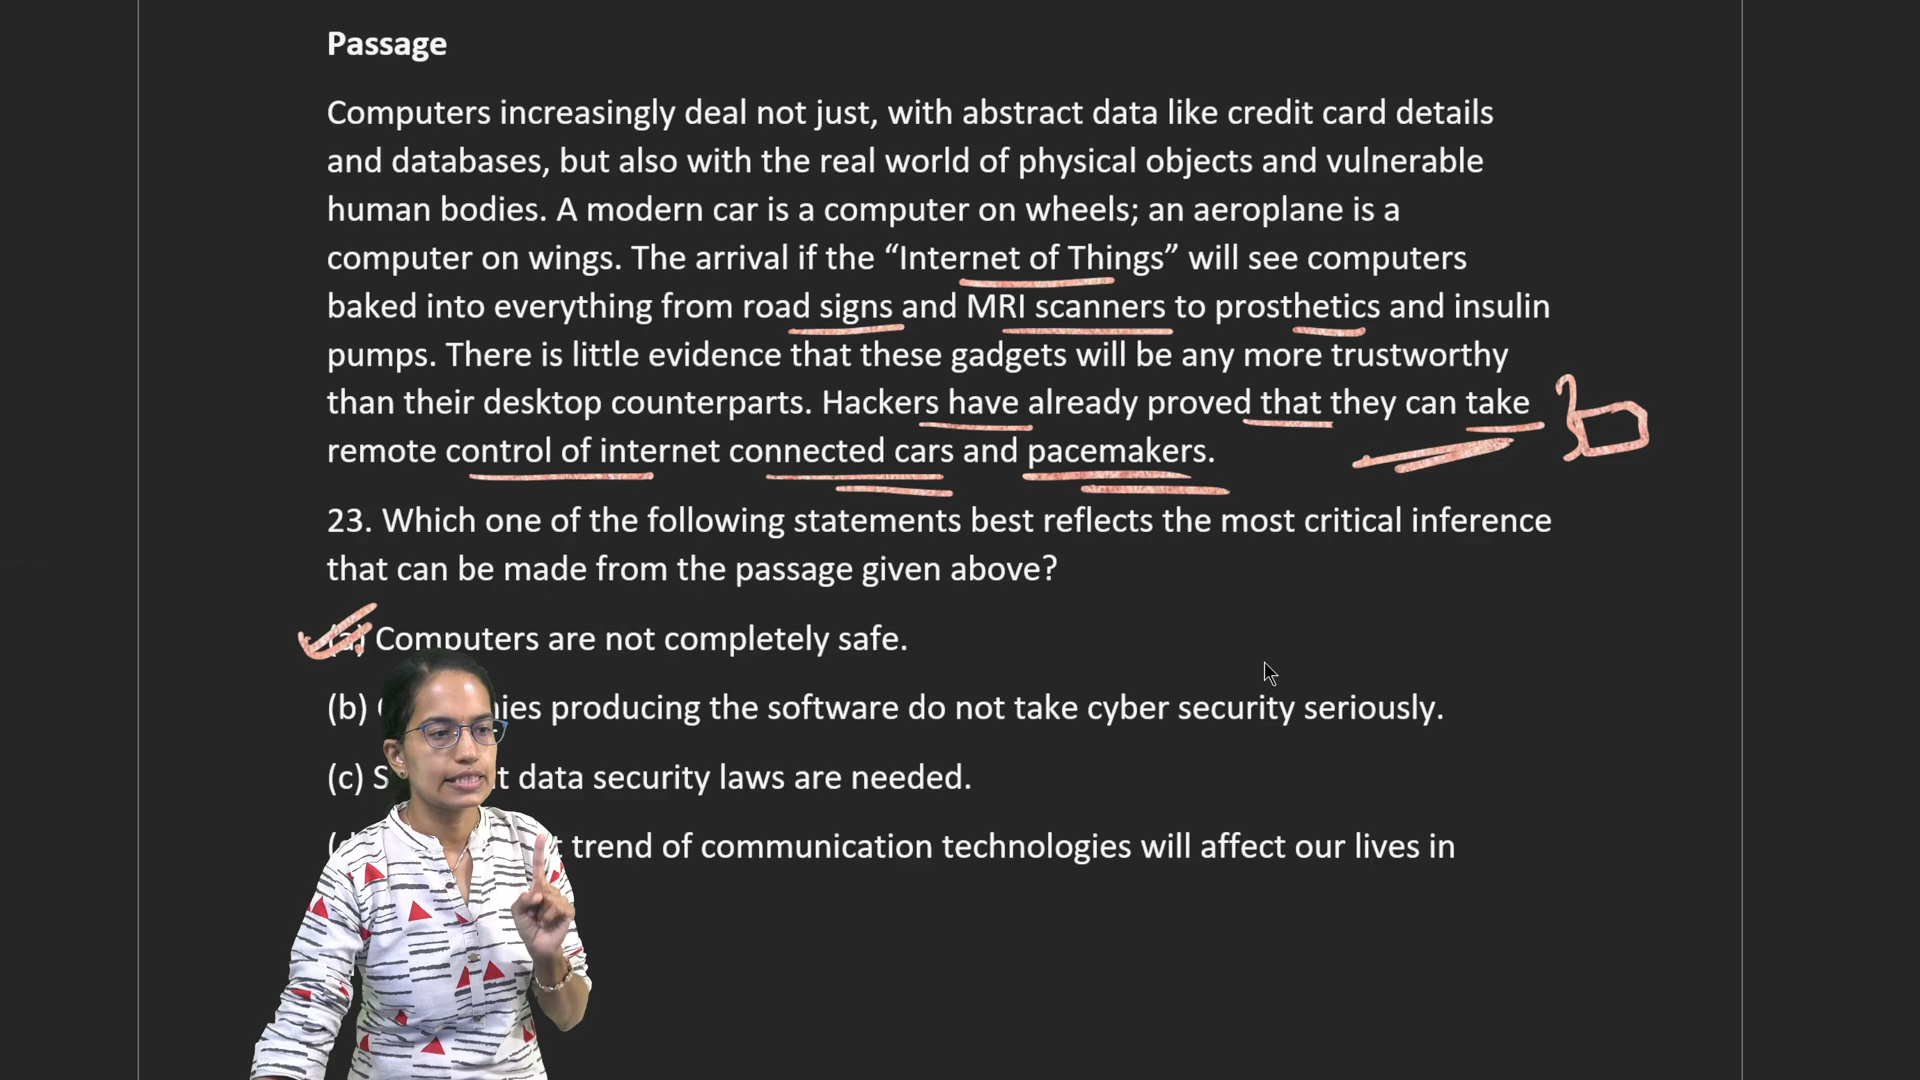 Passage
Computers increasingly deal not just, with abstract data like credit card details
and databases, but also with the real world of physical objects and vulnerable
human bodies. A modern car is a computer on wheels; an aeroplane is a
computer on wings. The arrival if the “Internet of Things” will see computers
baked into everything from road signs and MRI scanners to prosthetics and insulin
pumps. There is little evidence that these gadgets will be any more trustworthy
than their desktop counterparts. Hackers have already proved that they can take
remote control of internet connected cars and pacemakers.
23. Which one of the following statements best reflects the most critical inference
that can be made from the passage given above?
(a) Computers are not completely safe.
(b) producing the software do not take cyber security seriously.
(c) data security laws are needed.
trend of communication technologies will affect our lives in